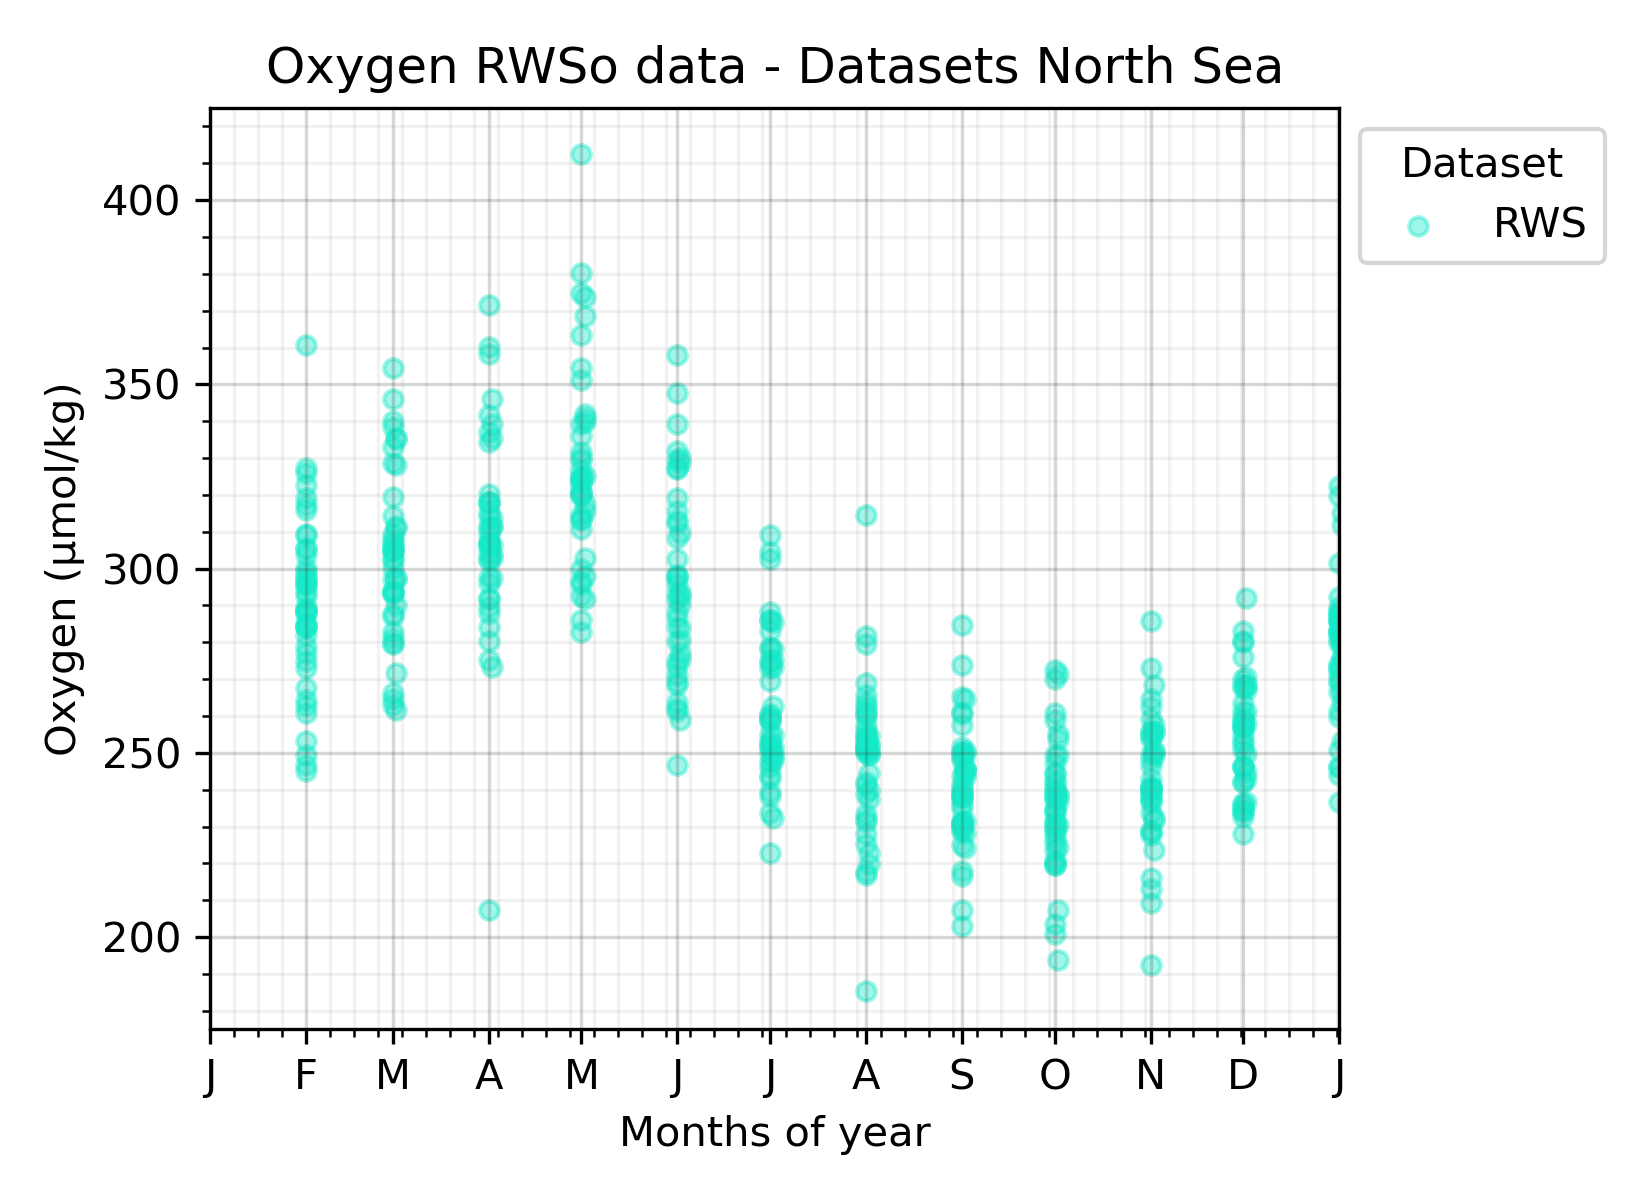 Oxygen RWSo data - Datasets North Sea
Dataset
RWS
400
350
300
250
200
Oxygen (µmol/kg)
J F M A M J J A S O N D J
Months of year